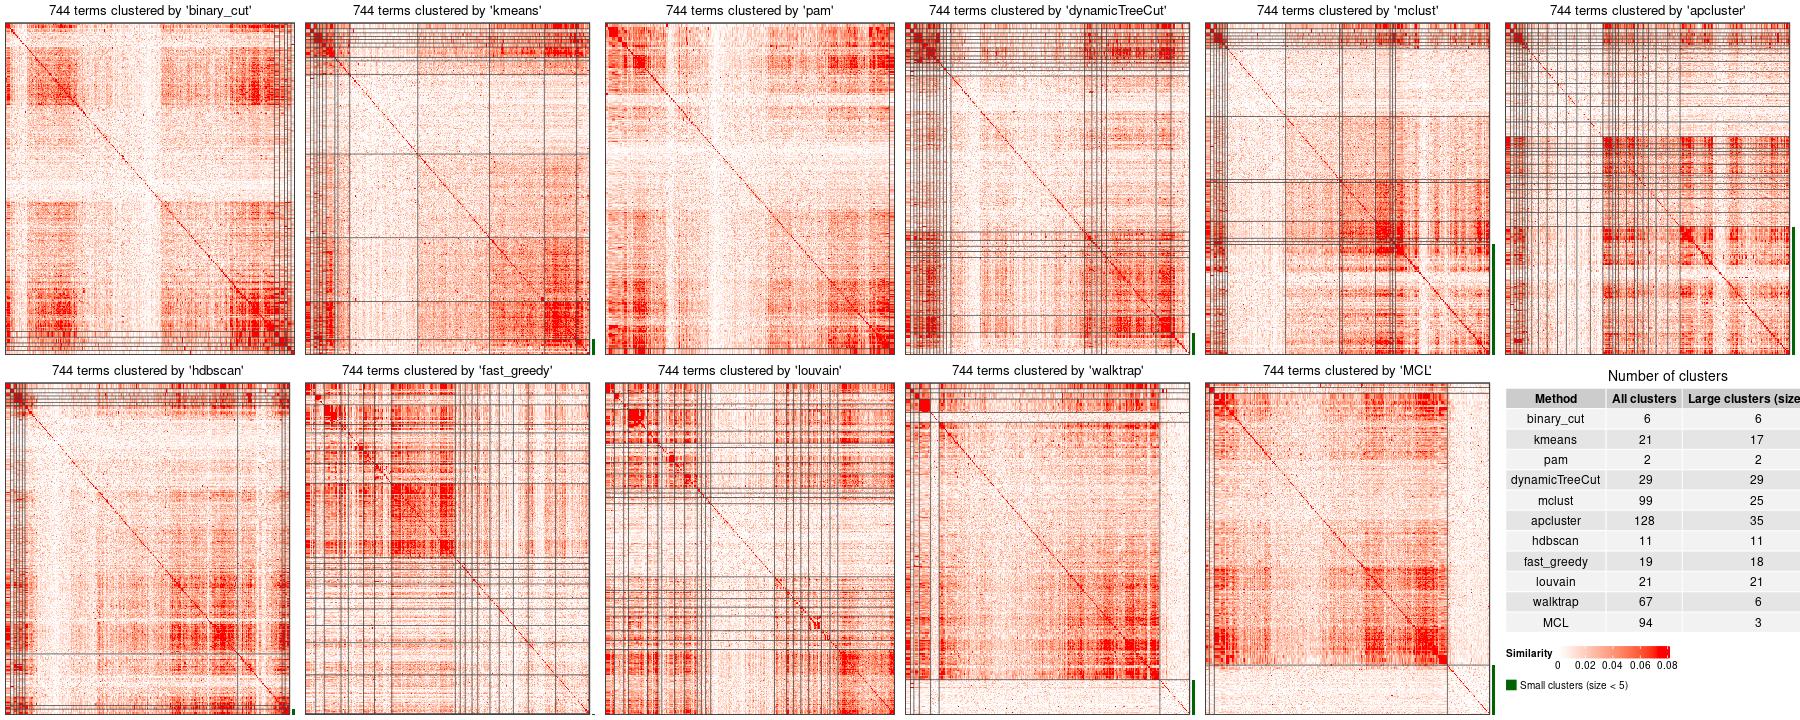 744 terms clustered by 'binary_cut'
744 terms clustered by 'kmeans'
744 terms clustered by 'pam'
744 terms clustered by 'dynamicTreeCut'
744 terms clustered by 'mclust'
744 terms clustered by 'apcluster'
744 terms clustered by 'hdbscan'
744 terms clustered by 'fast_greedy'
744 terms clustered by 'louvain'
744 terms clustered by 'walktrap'
744 terms clustered by 'MCL'
Number of clusters
Method All clusters Large clusters (size
binary_cut 6 6
kmeans 21 17
pam 2 2
dynamicTreeCut 29 29
mclust 99 25
apcluster 128 35
hdbscan 11 11
fast_greedy 19 18
louvain 21 21
walktrap 67 6
MCL 94 3
Similarity
0 0.02 0.04 0.06 0.08
Small clusters (size < 5)